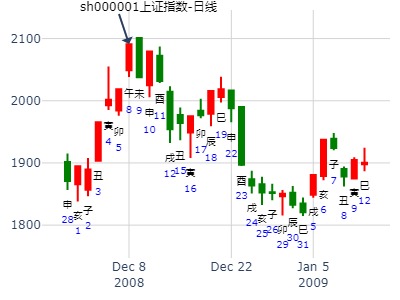 sh000001上证指数-日线
2100
2000
1900
1800
申
28
亥
1
子
2
丑
3
寅
4
卯
5
午
8
未
9
申
10
酉
11
戌
12
丑
15
寅
16
卯
17
辰
18
巳
19
申
22
酉
23
戌
24
亥
25
子
26
卯
29
辰
30
巳
31
戌
5
亥
6
子
7
丑
8
寅
9
巳
12
Dec 8
2008
Dec 22
Jan 5
2009